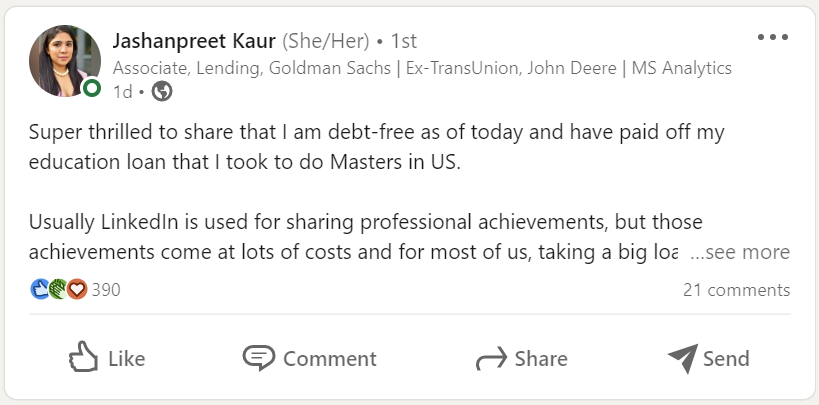 Jashanpreet Kaur (She/Her) • 1st
Associate, Lending, Goldman Sachs | Ex-TransUnion, John Deere | MS Analytics
1d •
Super thrilled to share that I am debt-free as of today and have paid off my
education loan that I took to do Masters in US.
Usually LinkedIn is used for sharing professional achievements, but those
achievements come at lots of costs and for most of us, taking a big loa ...see more
390 21 comments
Like Comment Share Send